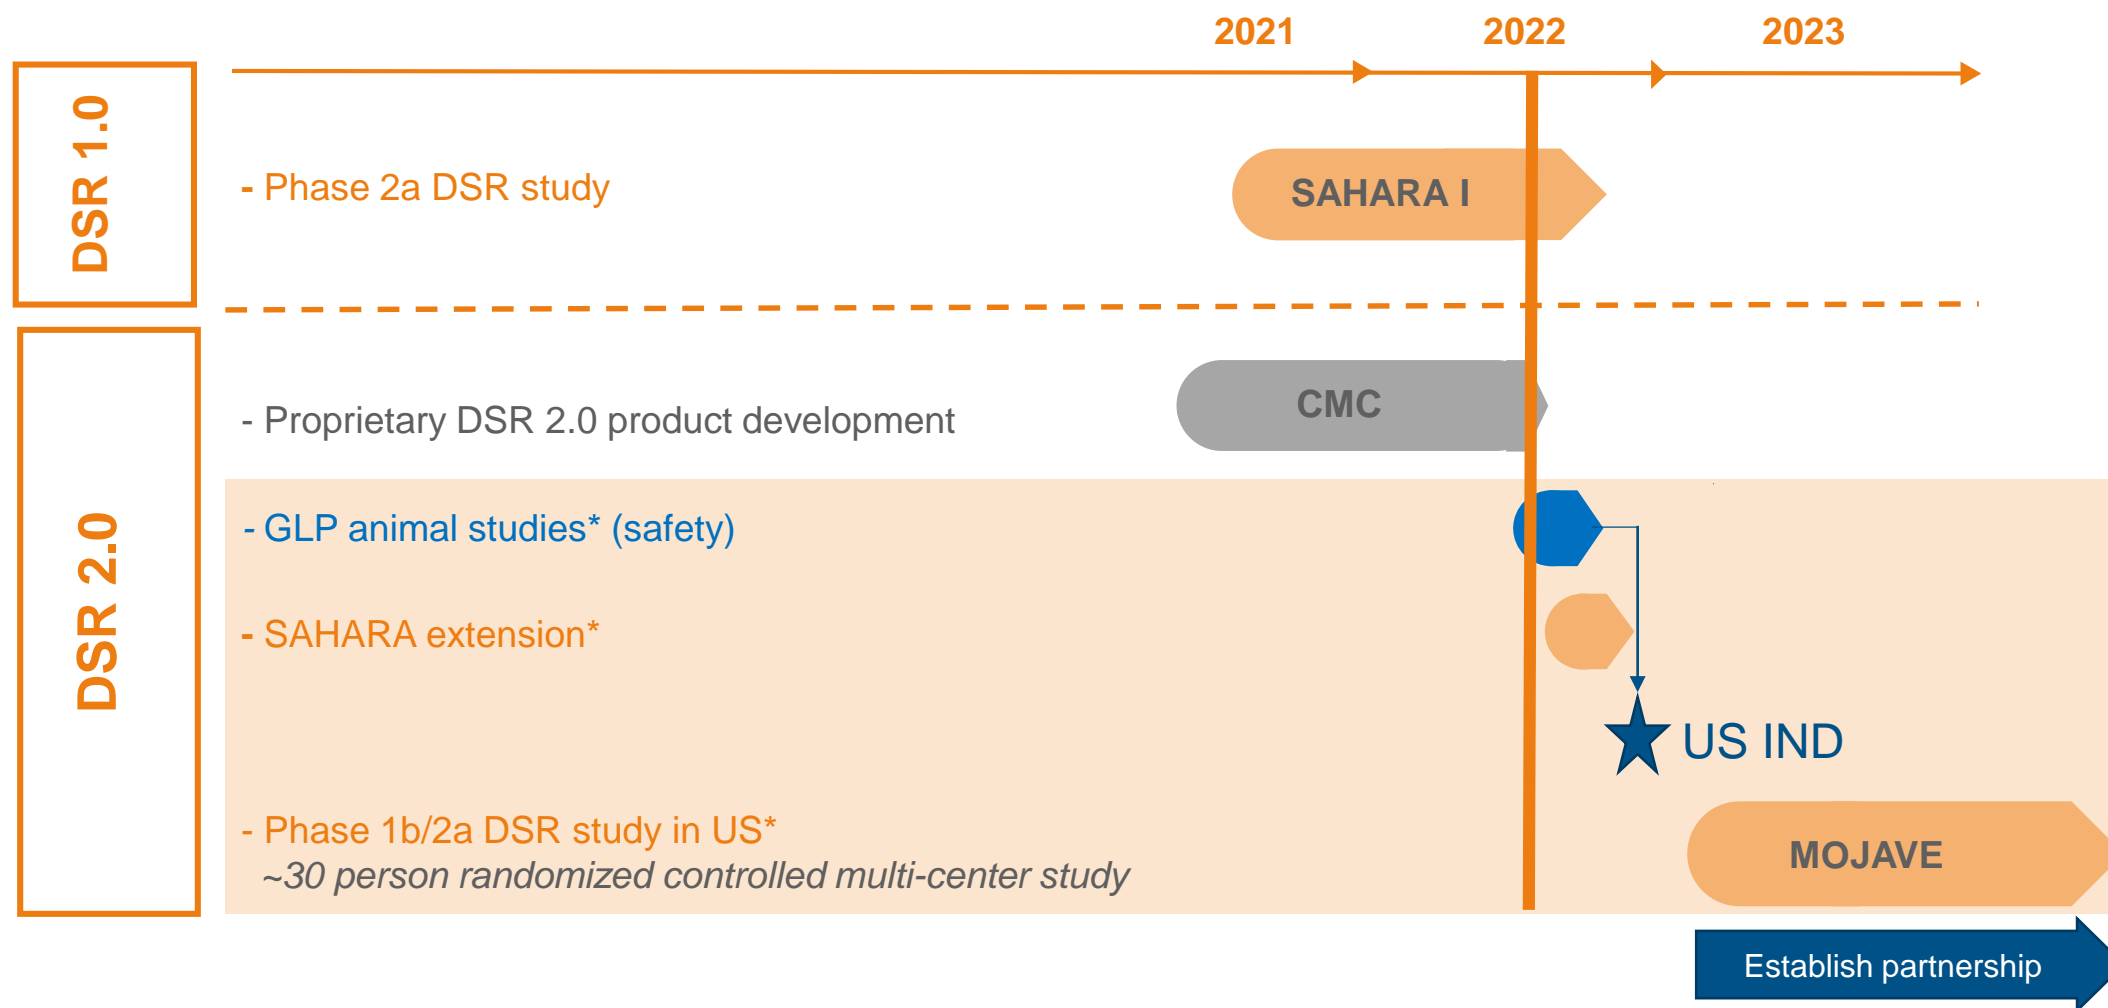 2021 2022 2023
DSR 1.0
- Phase 2a DSR study
SAHARA I
DSR 2.0
- Proprietary DSR 2.0 product development
CMC
- GLP animal studies* (safety)
- SAHARA extension*
US IND
- Phase 1b/2a DSR study in US*
~30 person randomized controlled multi-center study
MOJAVE
Establish partnership